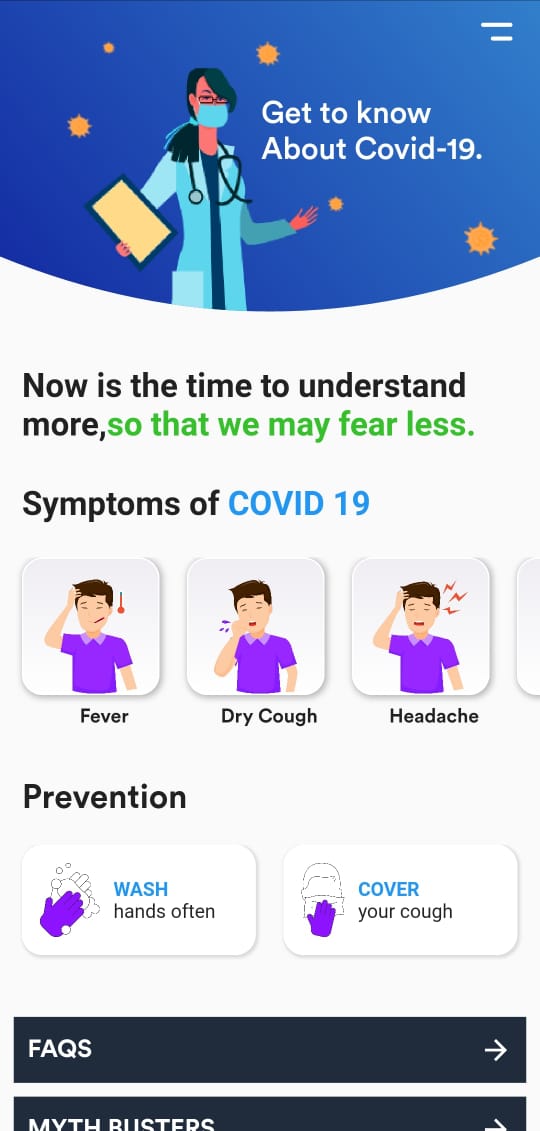 Get to know
About Covid-19.
Now is the time to understand
more,so that we may fear less.
Symptoms of COVID 19
Fever
Dry Cough
Headache
Prevention
WASH
hands often
COVER
your cough
FAQS
MYTH BUSTERS